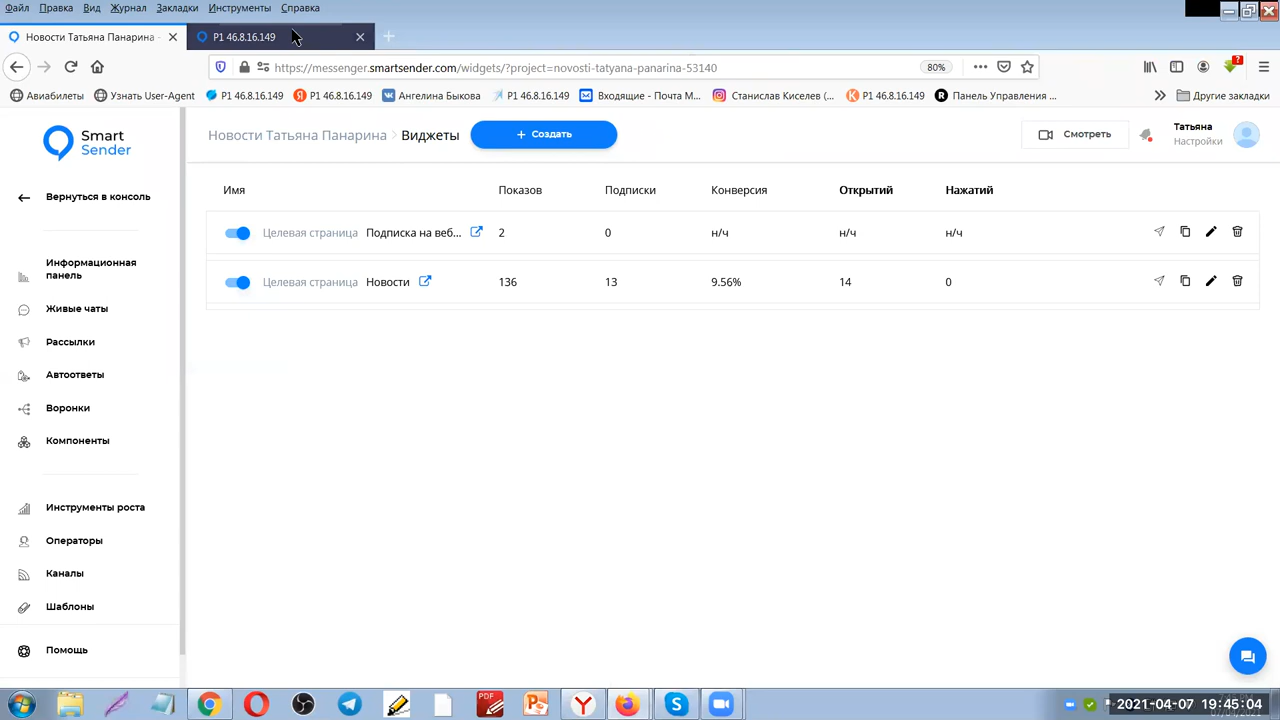 Файл Правка Вид Журнал Закладки Инструменты Справка
Новости Татьяна Панарина - P1 46.8.16.149
https://messenger.smartsender.com/widgets/?project=novosti-tatyana-panarina-53140 80%
Авиабилеты Узнать User-Agent P1 46.8.16.149 P1 46.8.16.149 Ангелина Быкова P1 46.8.16.149 Входящие - Почта M... Станислав Киселев (... P1 46.8.16.149 Панель Управления ... Другие закладки
Smart
Sender
Новости Татьяна Панарина > Виджеты + Создать Смотреть Татьяна
Настройки
Вернуться в консоль
Информационная
панель
Живые чаты
Рассылки
Автоответы
Воронки
Компоненты
Инструменты роста
Операторы
Каналы
Шаблоны
Помощь
Имя Показов Подписки Конверсия Открытий Нажатий
Целевая страница Подписка на веб... 2 0 н/ч н/ч н/ч
Целевая страница Новости 136 13 9.56% 14 0
2021-04-07 19:45:04